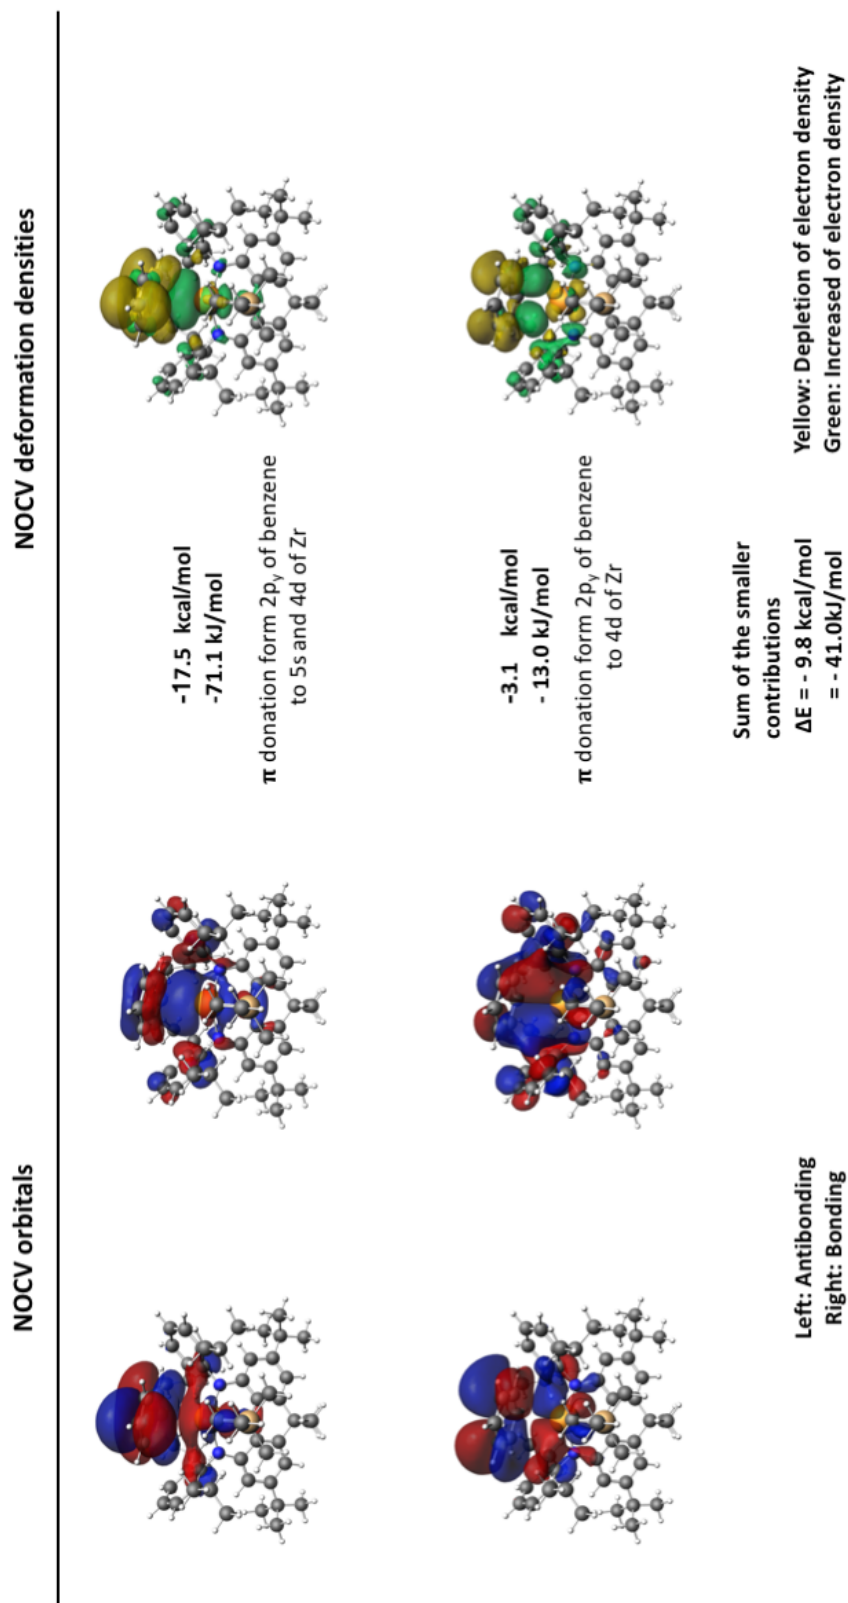 NOCV orbitals
NOCV deformation densities
-17.5 kcal/mol
-71.1 kJ/mol
π donation form 2py of benzene
to 5s and 4d of Zr
-3.1 kcal/mol
- 13.0 kJ/mol
π donation form 2py of benzene
to 4d of Zr
Left: Antibonding
Right: Bonding
Sum of the smaller
contributions
ΔE = - 9.8 kcal/mol
= - 41.0kJ/mol
Yellow: Depletion of electron density
Green: Increased of electron density